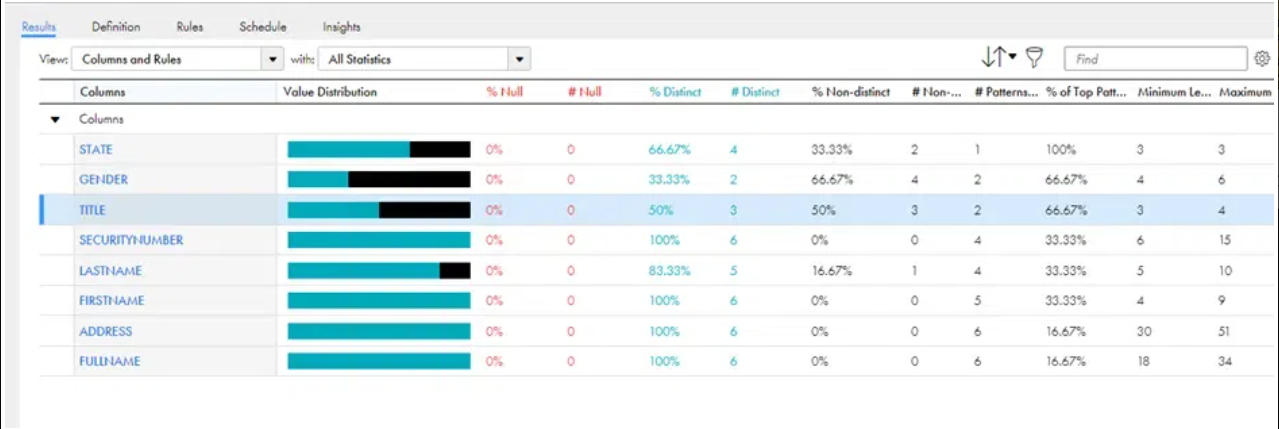 Results Definition Rules Schedule Insights
View: Columns and Rules with: All Statistics Find
Columns Value Distribution % Null # Null % Distinct # Distinct % Non-distinct # Non-... # Patterns... % of Top Patt... Minimum Le... Maximum
Columns
STATE 0% 0 66.67% 4 33.33% 2 1 100% 3 3
GENDER 0% 0 33.33% 2 66.67% 4 2 66.67% 4 6
TITLE 0% 0 50% 3 50% 3 2 66.67% 3 4
SECURITYNUMBER 0% 0 100% 6 0% 0 4 33.33% 6 15
LASTNAME 0% 0 83.33% 5 16.67% 1 4 33.33% 5 10
FIRSTNAME 0% 0 100% 6 0% 0 5 33.33% 4 9
ADDRESS 0% 0 100% 6 0% 0 6 16.67% 30 51
FULLNAME 0% 0 100% 6 0% 0 6 16.67% 18 34